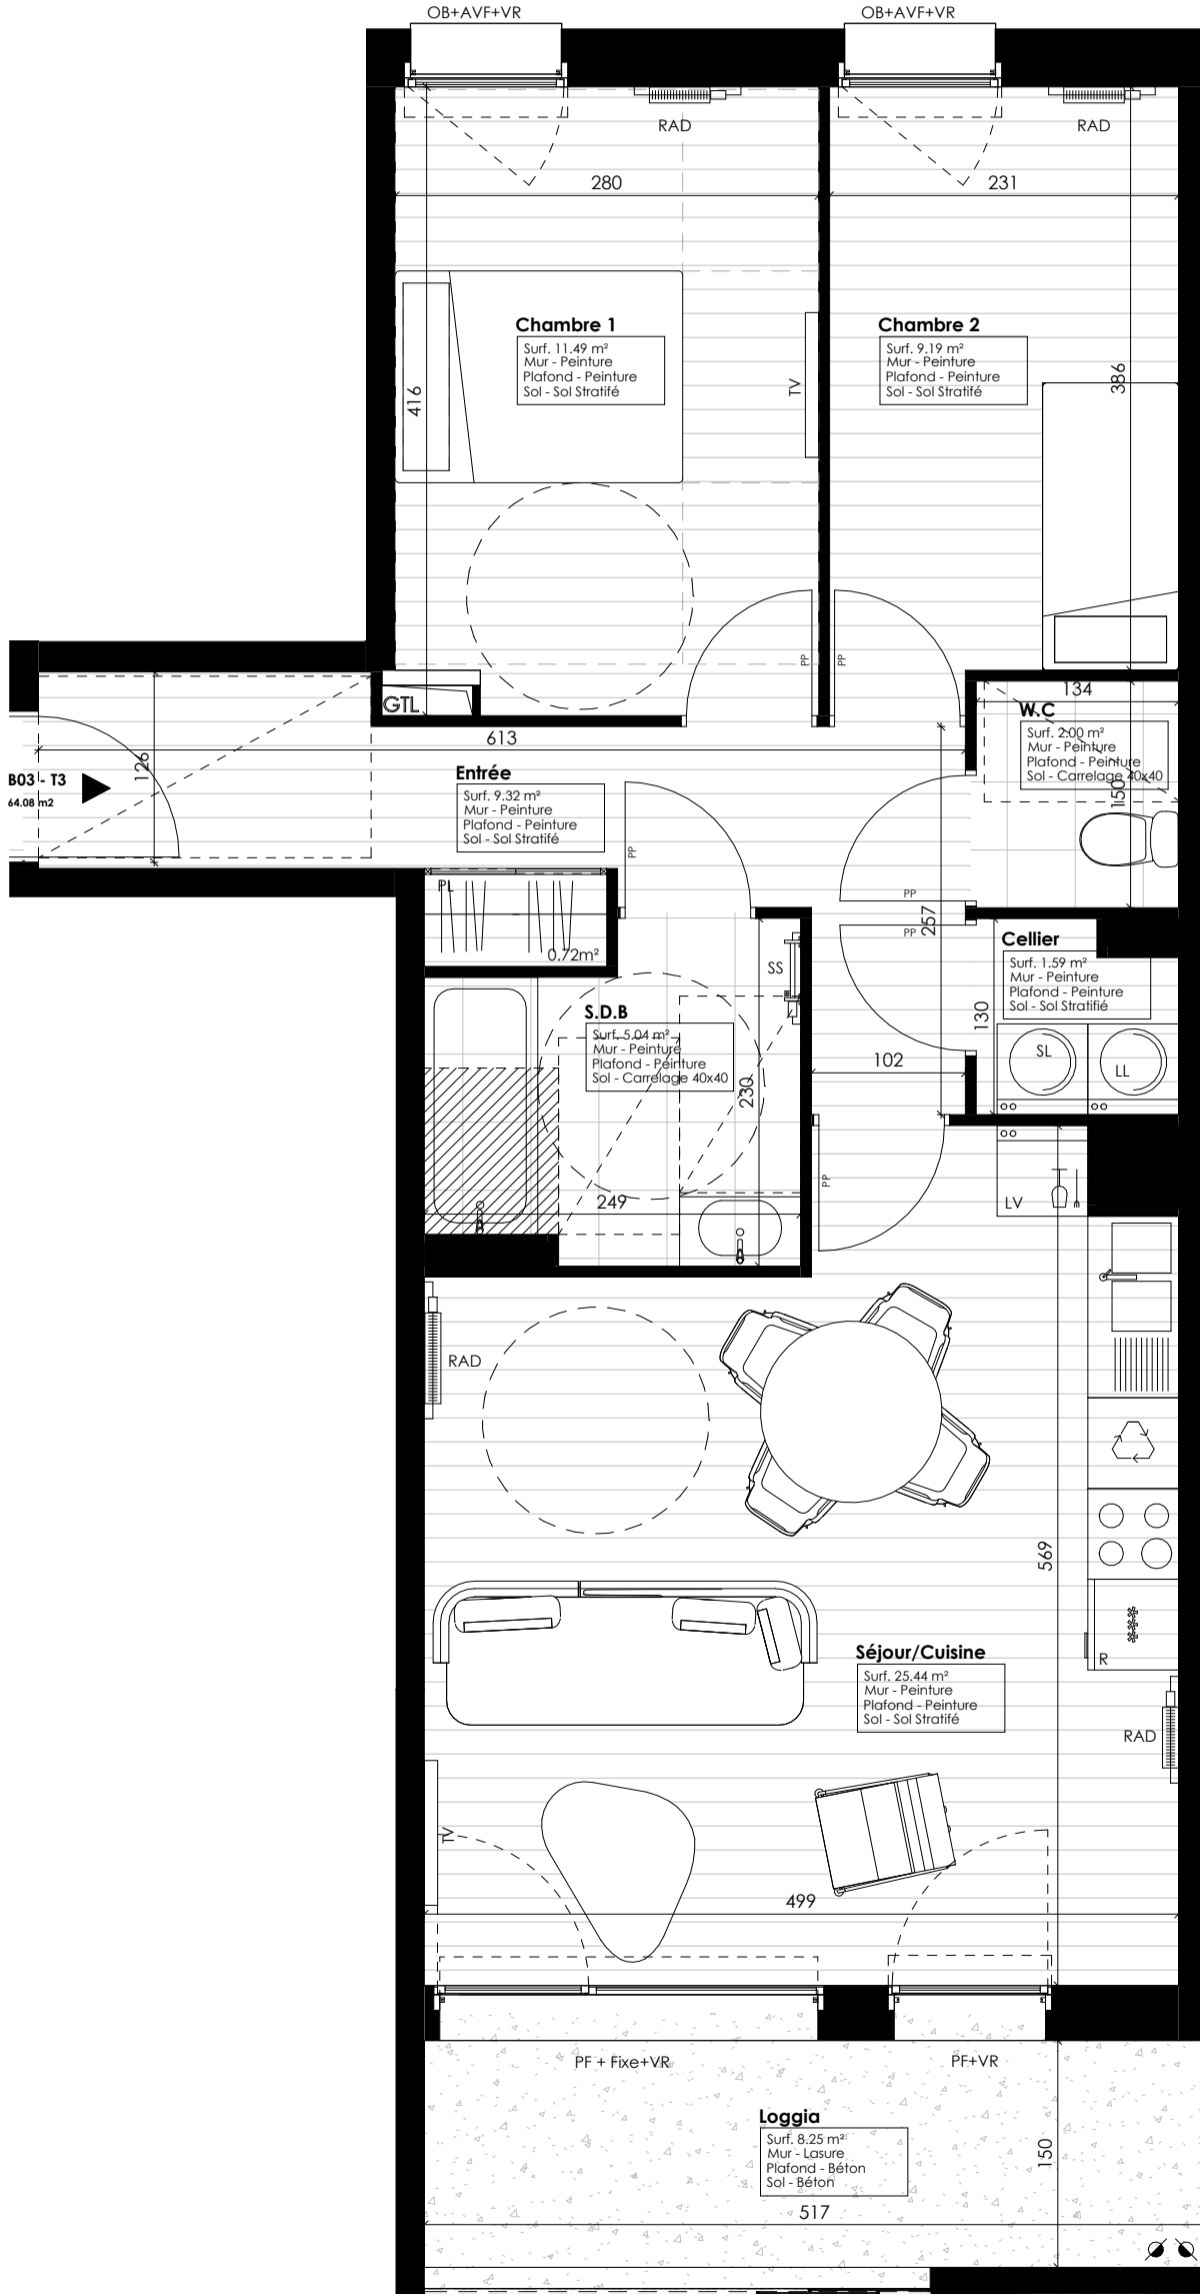 OB+AVF+VR
OB+AVF+VR
RAD
RAD
280
231
Chambre 1
Surf. 11.49 m²
Mur - Peinture
Plafond - Peinture
Sol - Sol Stratifé
Chambre 2
Surf. 9.19 m²
Mur - Peinture
Plafond - Peinture
Sol - Sol Stratifé
416
TV
386
PP
PP
GTL
134
W.C
Surf. 2.00 m²
Mur - Peinture
Plafond - Peinture
Sol - Carrelage 40x40
150
613
126
B03 - T3
64.08 m2
Entrée
Surf. 9.32 m²
Mur - Peinture
Plafond - Peinture
Sol - Sol Stratifé
PP
PP
PP
257
PL
0.72m²
SS
Cellier
Surf. 1.59 m²
Mur - Peinture
Plafond - Peinture
Sol - Sol Stratifié
130
S.D.B
Surf. 5.04 m²
Mur - Peinture
Plafond - Peinture
Sol - Carrelage 40x40
230
102
SL
LL
249
PP
LV
RAD
569
R
Séjour/Cuisine
Surf. 25.44 m²
Mur - Peinture
Plafond - Peinture
Sol - Sol Stratifé
RAD
TV
499
PF + Fixe+VR
PF+VR
Loggia
Surf. 8.25 m²
Mur - Lasure
Plafond - Béton
Sol - Béton
150
517